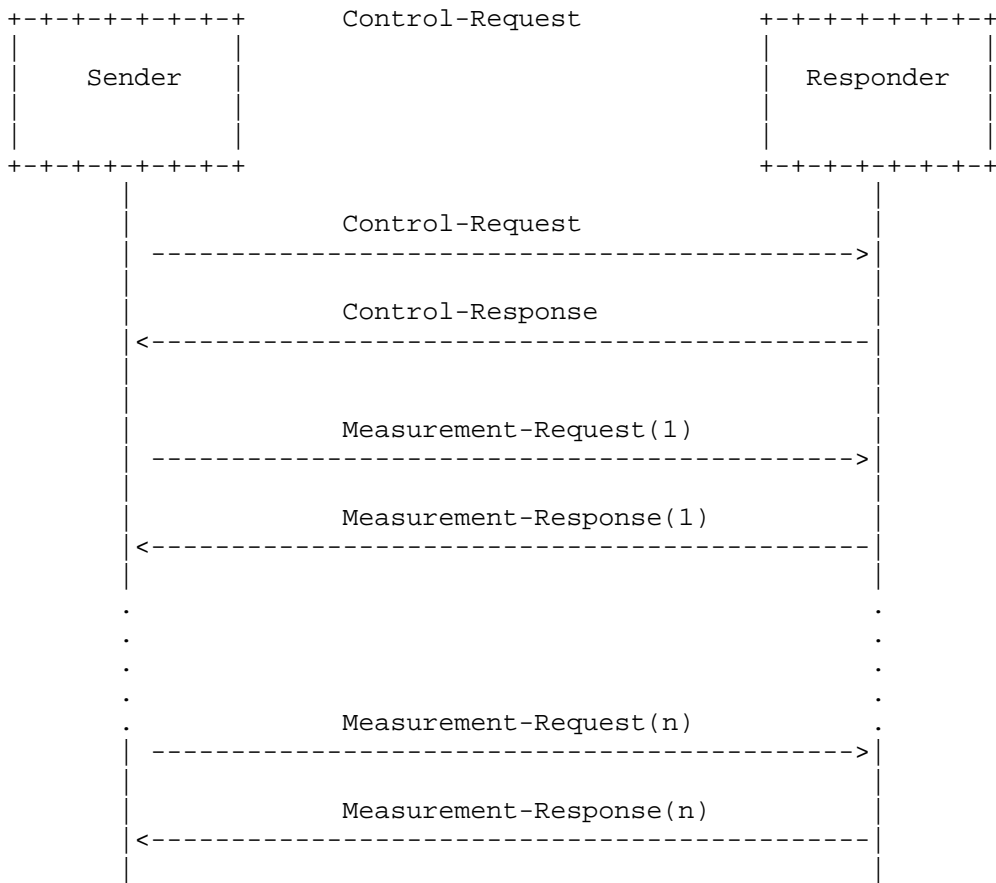 Control-Request
Sender Responder
Control-Request
Control-Response
Measurement-Request(1)
Measurement-Response(1)
Measurement-Request(n)
Measurement-Response(n)